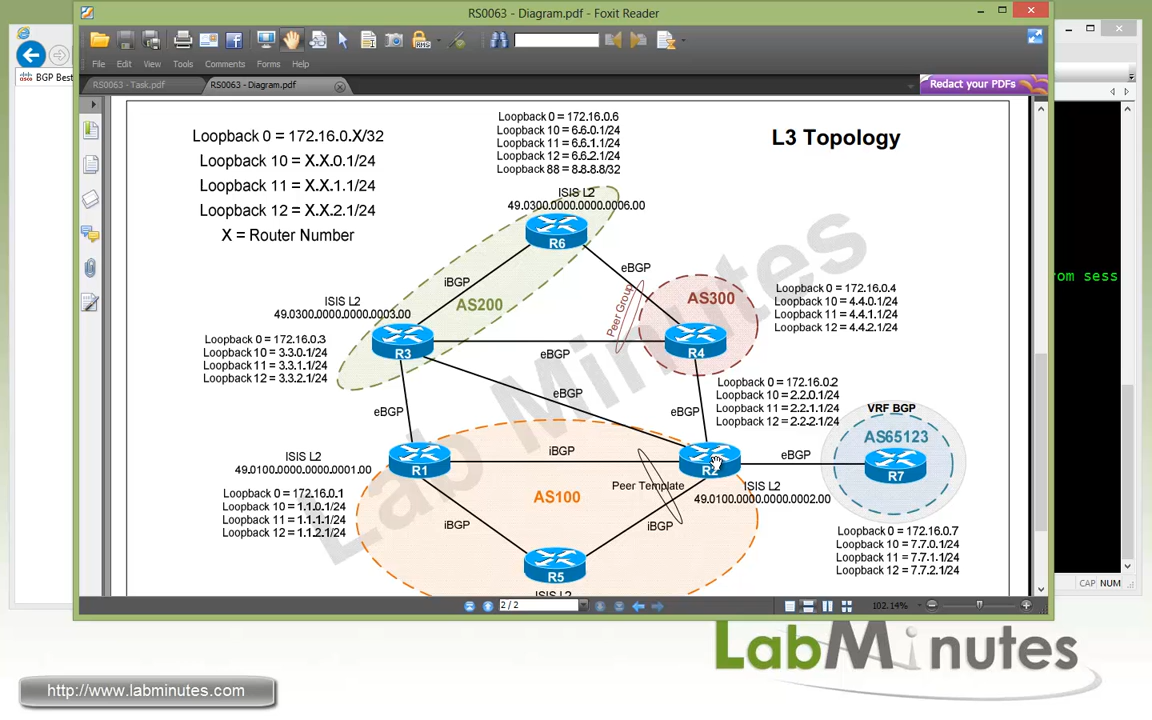 RS0063 - Diagram.pdf - Foxit Reader
File Edit View Tools Comments Forms Help
RS0063 - Task.pdf
RS0063 - Diagram.pdf
Redact your PDFs
BGP Best
Loopback 0 = 172.16.0.X/32
Loopback 10 = X.X.0.1/24
Loopback 11 = X.X.1.1/24
Loopback 12 = X.X.2.1/24
X = Router Number
Loopback 0 = 172.16.0.6
Loopback 10 = 6.6.0.1/24
Loopback 11 = 6.6.1.1/24
Loopback 12 = 6.6.2.1/24
Loopback 88 = 8.8.8.8/32
L3 Topology
ISIS L2
49.0300.0000.0000.0006.00
R6
eBGP
iBGP
AS200
Peer Group
AS300
Loopback 0 = 172.16.0.4
Loopback 10 = 4.4.0.1/24
Loopback 11 = 4.4.1.1/24
Loopback 12 = 4.4.2.1/24
om sess
ISIS L2
49.0300.0000.0000.0003.00
Loopback 0 = 172.16.0.3
Loopback 10 = 3.3.0.1/24
Loopback 11 = 3.3.1.1/24
Loopback 12 = 3.3.2.1/24
R3
R4
eBGP
eBGP
eBGP
eBGP
Loopback 0 = 172.16.0.2
Loopback 10 = 2.2.0.1/24
Loopback 11 = 2.2.1.1/24
Loopback 12 = 2.2.2.1/24
VRF BGP
AS65123
ISIS L2
49.0100.0000.0000.0001.00
R1
iBGP
R2
eBGP
R7
Peer Template
ISIS L2
49.0100.0000.0000.0002.00
Loopback 0 = 172.16.0.1
Loopback 10 = 1.1.0.1/24
Loopback 11 = 1.1.1.1/24
Loopback 12 = 1.1.2.1/24
AS100
iBGP
iBGP
Loopback 0 = 172.16.0.7
Loopback 10 = 7.7.0.1/24
Loopback 11 = 7.7.1.1/24
Loopback 12 = 7.7.2.1/24
R5
ISIS L2
Lab Minutes
CAP NUM
2 / 2
102.14%
LabMinutes
http://www.labminutes.com